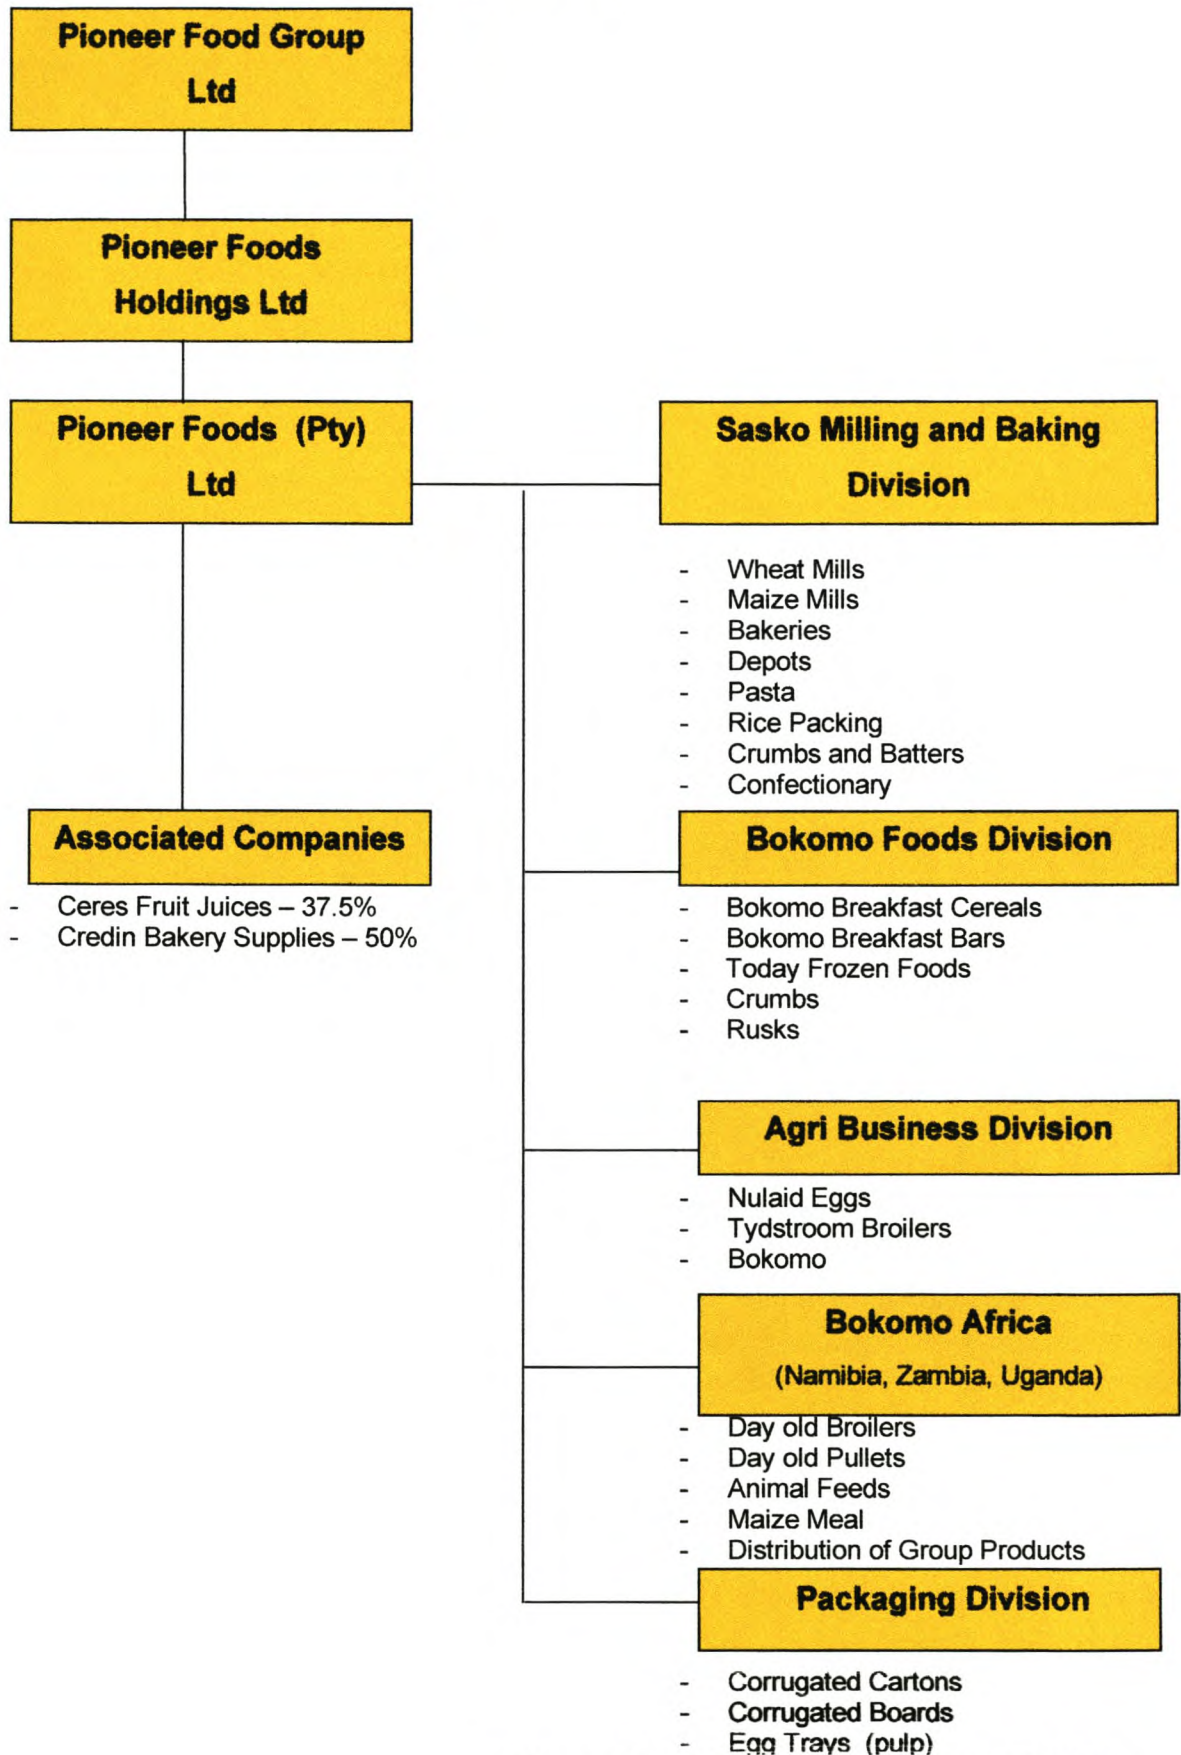 Pioneer Food Group
Ltd
Pioneer Foods
Holdings Ltd
Pioneer Foods (Pty)
Ltd
Sasko Milling and Baking
Division
- Wheat Mills
- Maize Mills
- Bakeries
- Depots
- Pasta
- Rice Packing
- Crumbs and Batters
- Confectionary
Associated Companies
- Ceres Fruit Juices – 37.5%
- Credin Bakery Supplies – 50%
Bokomo Foods Division
- Bokomo Breakfast Cereals
- Bokomo Breakfast Bars
- Today Frozen Foods
- Crumbs
- Rusks
Agri Business Division
- Nulaid Eggs
- Tydstroom Broilers
- Bokomo
Bokomo Africa
(Namibia, Zambia, Uganda)
- Day old Broilers
- Day old Pullets
- Animal Feeds
- Maize Meal
- Distribution of Group Products
Packaging Division
- Corrugated Cartons
- Corrugated Boards
- Egg Trays (pulp)